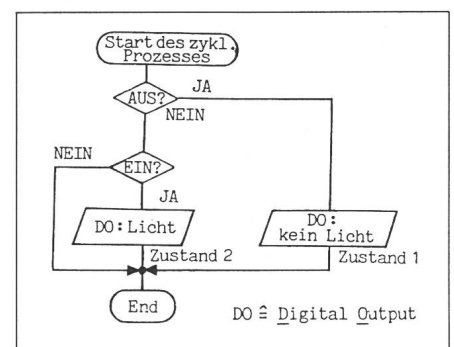 Start des zykl.
Prozesses
AUS?
JA
NEIN
NEIN
EIN?
JA
DO: Licht
DO:
kein Licht
Zustand 2
Zustand 1
End
DO ≙ Digital Output